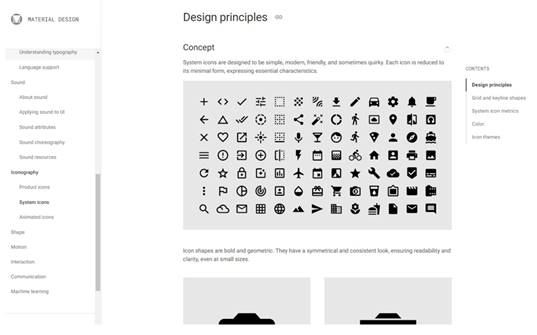 MATERIAL DESIGN
Understanding typography
Language support
Sound
About sound
Applying sound to UI
Sound attributes
Sound choreography
Sound resources
Iconography
Product icons
System icons
Animated icons
Shape
Motion
Interaction
Communication
Machine learning
Design principles
Concept
System icons are designed to be simple, modern, friendly, and sometimes quirky. Each icon is reduced to
its minimal form, expressing essential characteristics.
Icon shapes are bold and geometric. They have a symmetrical and consistent look, ensuring readability and
clarity, even at small sizes.
CONTENTS
Design principles
Grid and keyline shapes
System icon metrics
Color
Icon themes